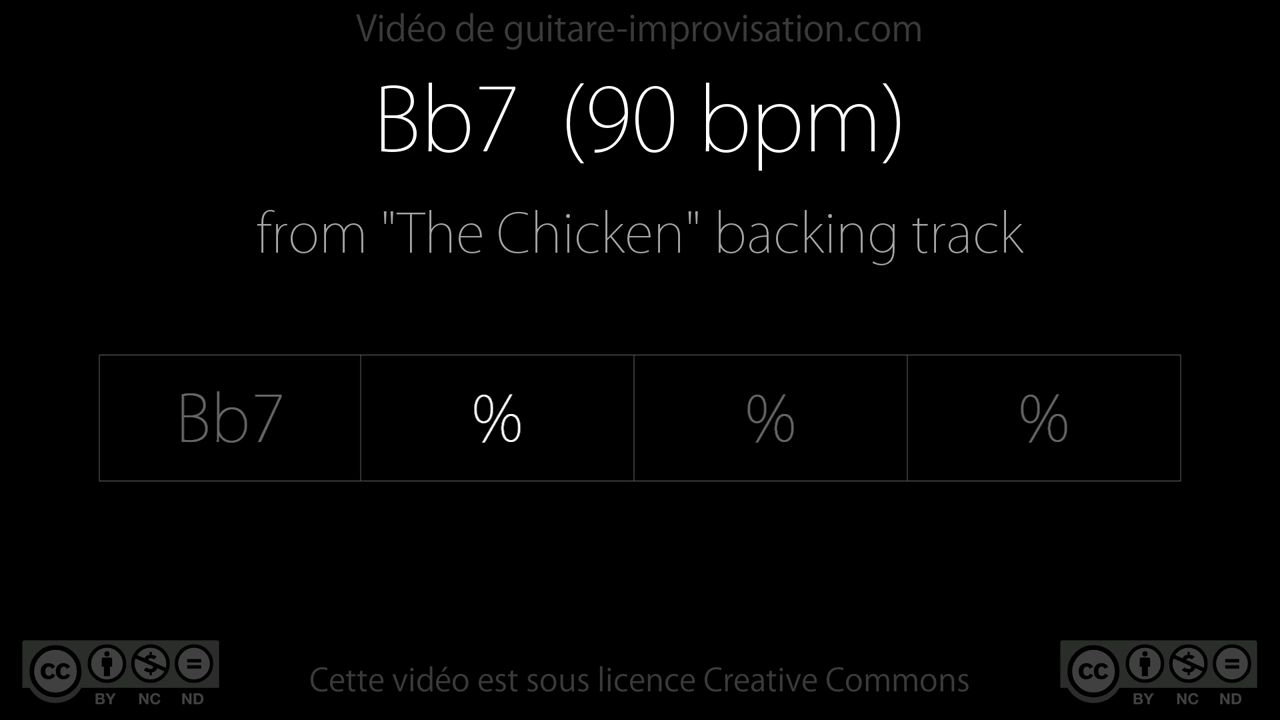 Vidéo de guitare-improvisation.com
Bb7 (90 bpm)
from "The Chicken" backing track
Bb7 % % %
Cette vidéo est sous licence Creative Commons
cc BY NC ND
cc BY NC ND